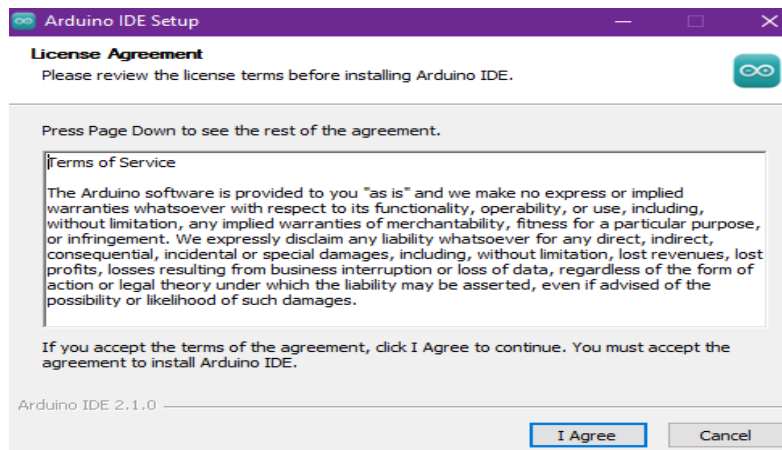 Arduino IDE Setup
License Agreement
Please review the license terms before installing Arduino IDE.
Press Page Down to see the rest of the agreement.
Terms of Service
The Arduino software is provided to you "as is" and we make no express or implied
warranties whatsoever with respect to its functionality, operability, or use, including,
without limitation, any implied warranties of merchantability, fitness for a particular purpose,
or infringement. We expressly disclaim any liability whatsoever for any direct, indirect,
consequential, incidental or special damages, including, without limitation, lost revenues, lost
profits, losses resulting from business interruption or loss of data, regardless of the form of
action or legal theory under which the liability may be asserted, even if advised of the
possibility or likelihood of such damages.
If you accept the terms of the agreement, click I Agree to continue. You must accept the
agreement to install Arduino IDE.
Arduino IDE 2.1.0
I Agree
Cancel